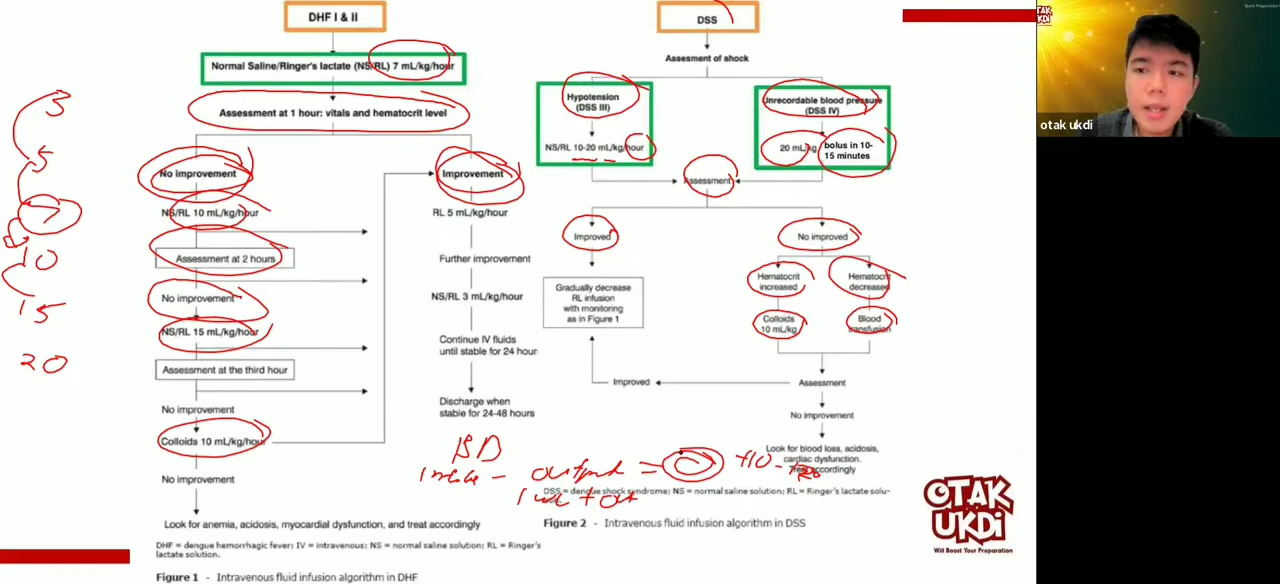 DHF I & II
Normal Saline/Ringer's lactate (NS/RL) 7 mL/kg/hour
Assessment at 1 hour: vitals and hematocrit level
No improvement
Improvement
NS/RL 10 mL/kg/hour
RL 5 mL/kg/hour
Assessment at 2 hours
Further improvement
No improvement
NS/RL 3 mL/kg/hour
NS/RL 15 mL/kg/hour
Continue IV fluids
until stable for 24 hour
Assessment at the third hour
No improvement
Discharge when
stable for 24-48 hours
Colloids 10 mL/kg/hour
No improvement
Look for anemia, acidosis, myocardial dysfunction, and treat accordingly
DHF = dengue hemorrhagic fever; IV = intravenous; NS = normal saline solution; RL = Ringer's
lactate solution.
Figure 1 - Intravenous fluid infusion algorithm in DHF
3
5
7
10
15
20
DSS
Assesment of shock
Hypotension
(DSS III)
NS/RL 10-20 mL/kg/hour
Unrecordable blood pressure
(DSS IV)
20 mL/kg bolus in 10-
15 minutes
Assessment
Improved
No improved
Gradually decrease
RL infusion
with monitoring
as in Figure 1
Hematocrit
increased
Hematocrit
decreased
Colloids
10 mL/kg
Blood
transfusion
Improved
Assessment
No improvement
Look for blood loss, acidosis,
cardiac dysfunction.
accordingly
BD
output = 0 +10 -
DSS = dengue shock syndrome; NS = normal saline solution; RL = Ringer's lactate solu-
Figure 2 - Intravenous fluid infusion algorithm in DSS
OTAK
UKDI
Will Boost Your Preparation
OTAK
UKDI
otak ukdi